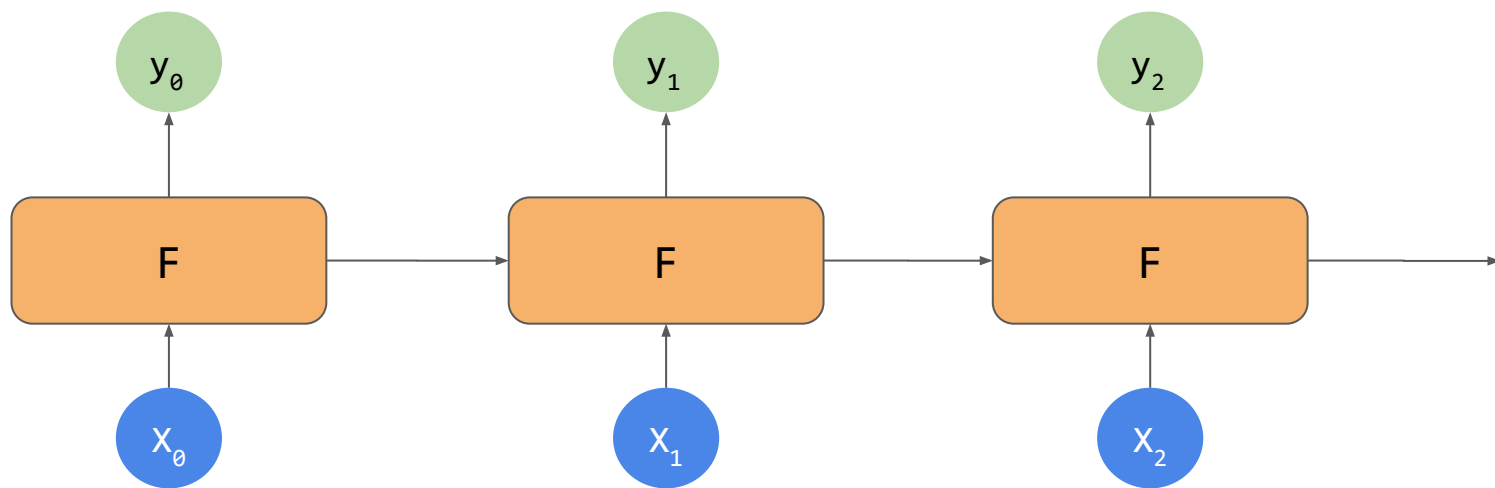 y₀ y₁ y₂
F F F
X₀ X₁ X₂